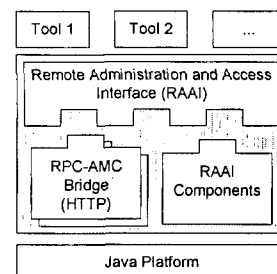 Tool 1
Tool 2
...
Remote Administration and Access
Interface (RAAI)
RPC-AMC
Bridge
(HTTP)
RAAI
Components
Java Platform